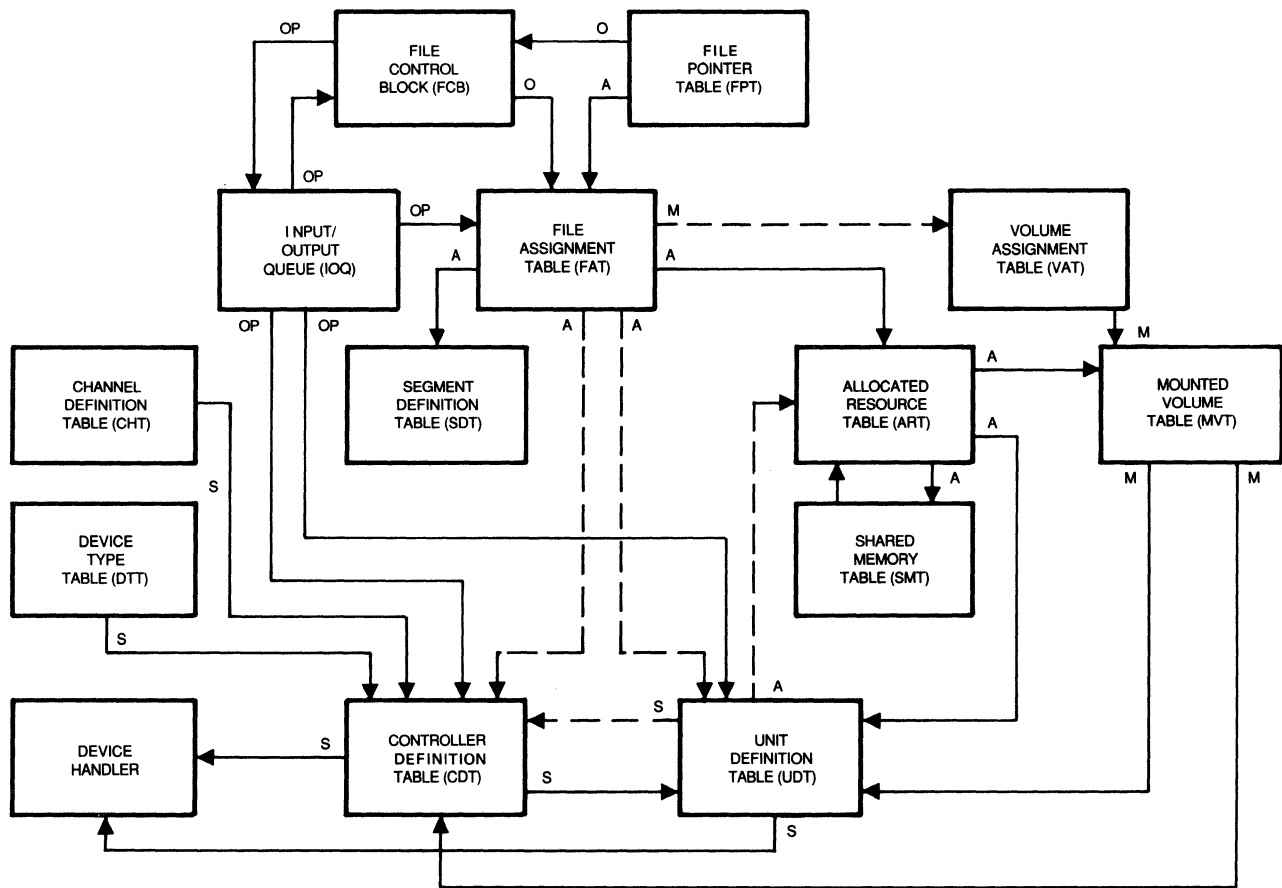 OP
FILE
CONTROL
BLOCK (FCB)
O
FILE
POINTER
TABLE (FPT)
O
A
OP
INPUT/
OUTPUT
QUEUE (IOQ)
OP
FILE
ASSIGNMENT
TABLE (FAT)
M
A
A
VOLUME
ASSIGNMENT
TABLE (VAT)
OP
OP
A
A
M
CHANNEL
DEFINITION
TABLE (CHT)
SEGMENT
DEFINITION
TABLE (SDT)
ALLOCATED
RESOURCE
TABLE (ART)
A
A
MOUNTED
VOLUME
TABLE (MVT)
S
A
M
M
DEVICE
TYPE
TABLE (DTT)
SHARED
MEMORY
TABLE (SMT)
S
A
DEVICE
HANDLER
S
CONTROLLER
DEFINITION
TABLE (CDT)
S
S
UNIT
DEFINITION
TABLE (UDT)
S